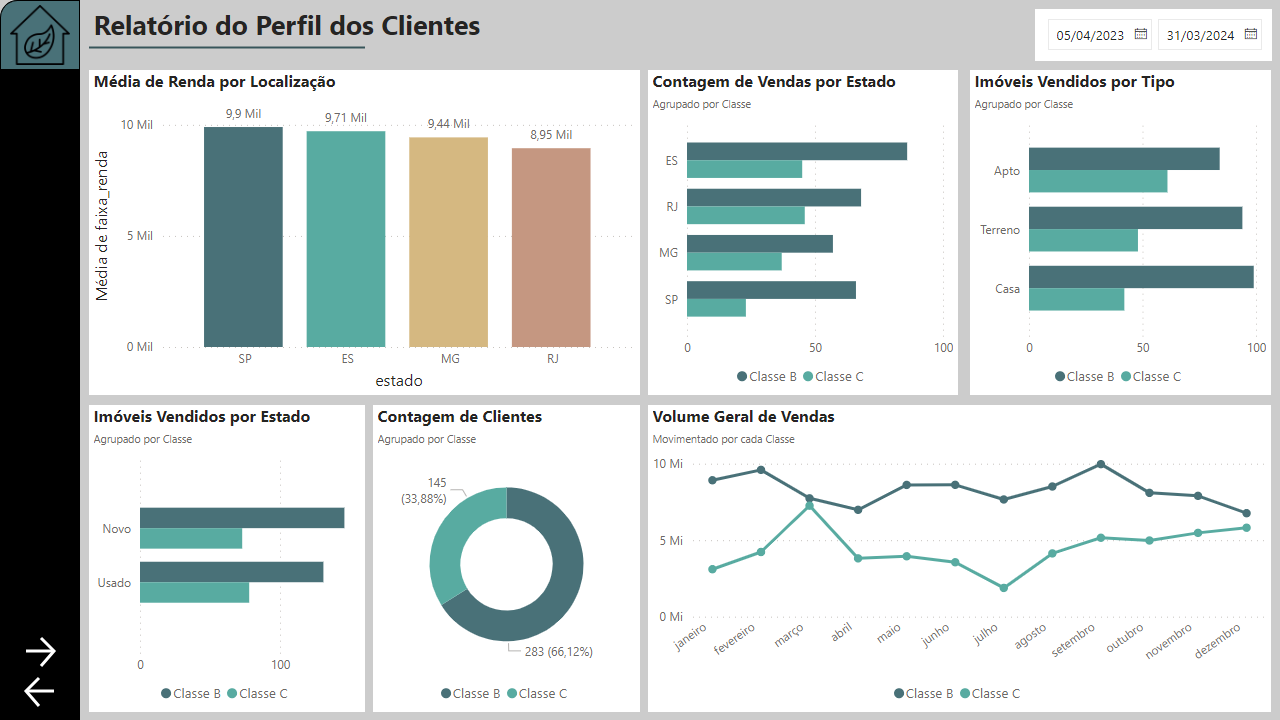 Relatório do Perfil dos Clientes
05/04/2023
31/03/2024
Média de Renda por Localização
Média de faixa_renda
10 Mil
5 Mil
0 Mil
9,9 Mil
9,71 Mil
9,44 Mil
8,95 Mil
SP
ES
MG
RJ
estado
Contagem de Vendas por Estado
Agrupado por Classe
ES
RJ
MG
SP
0
50
100
Classe B
Classe C
Imóveis Vendidos por Tipo
Agrupado por Classe
Apto
Terreno
Casa
0
50
100
Classe B
Classe C
Imóveis Vendidos por Estado
Agrupado por Classe
Novo
Usado
0
100
Classe B
Classe C
Contagem de Clientes
Agrupado por Classe
145
(33,88%)
283 (66,12%)
Classe B
Classe C
Volume Geral de Vendas
Movimentado por cada Classe
10 Mi
5 Mi
0 Mi
janeiro
fevereiro
março
abril
maio
junho
julho
agosto
setembro
outubro
novembro
dezembro
Classe B
Classe C